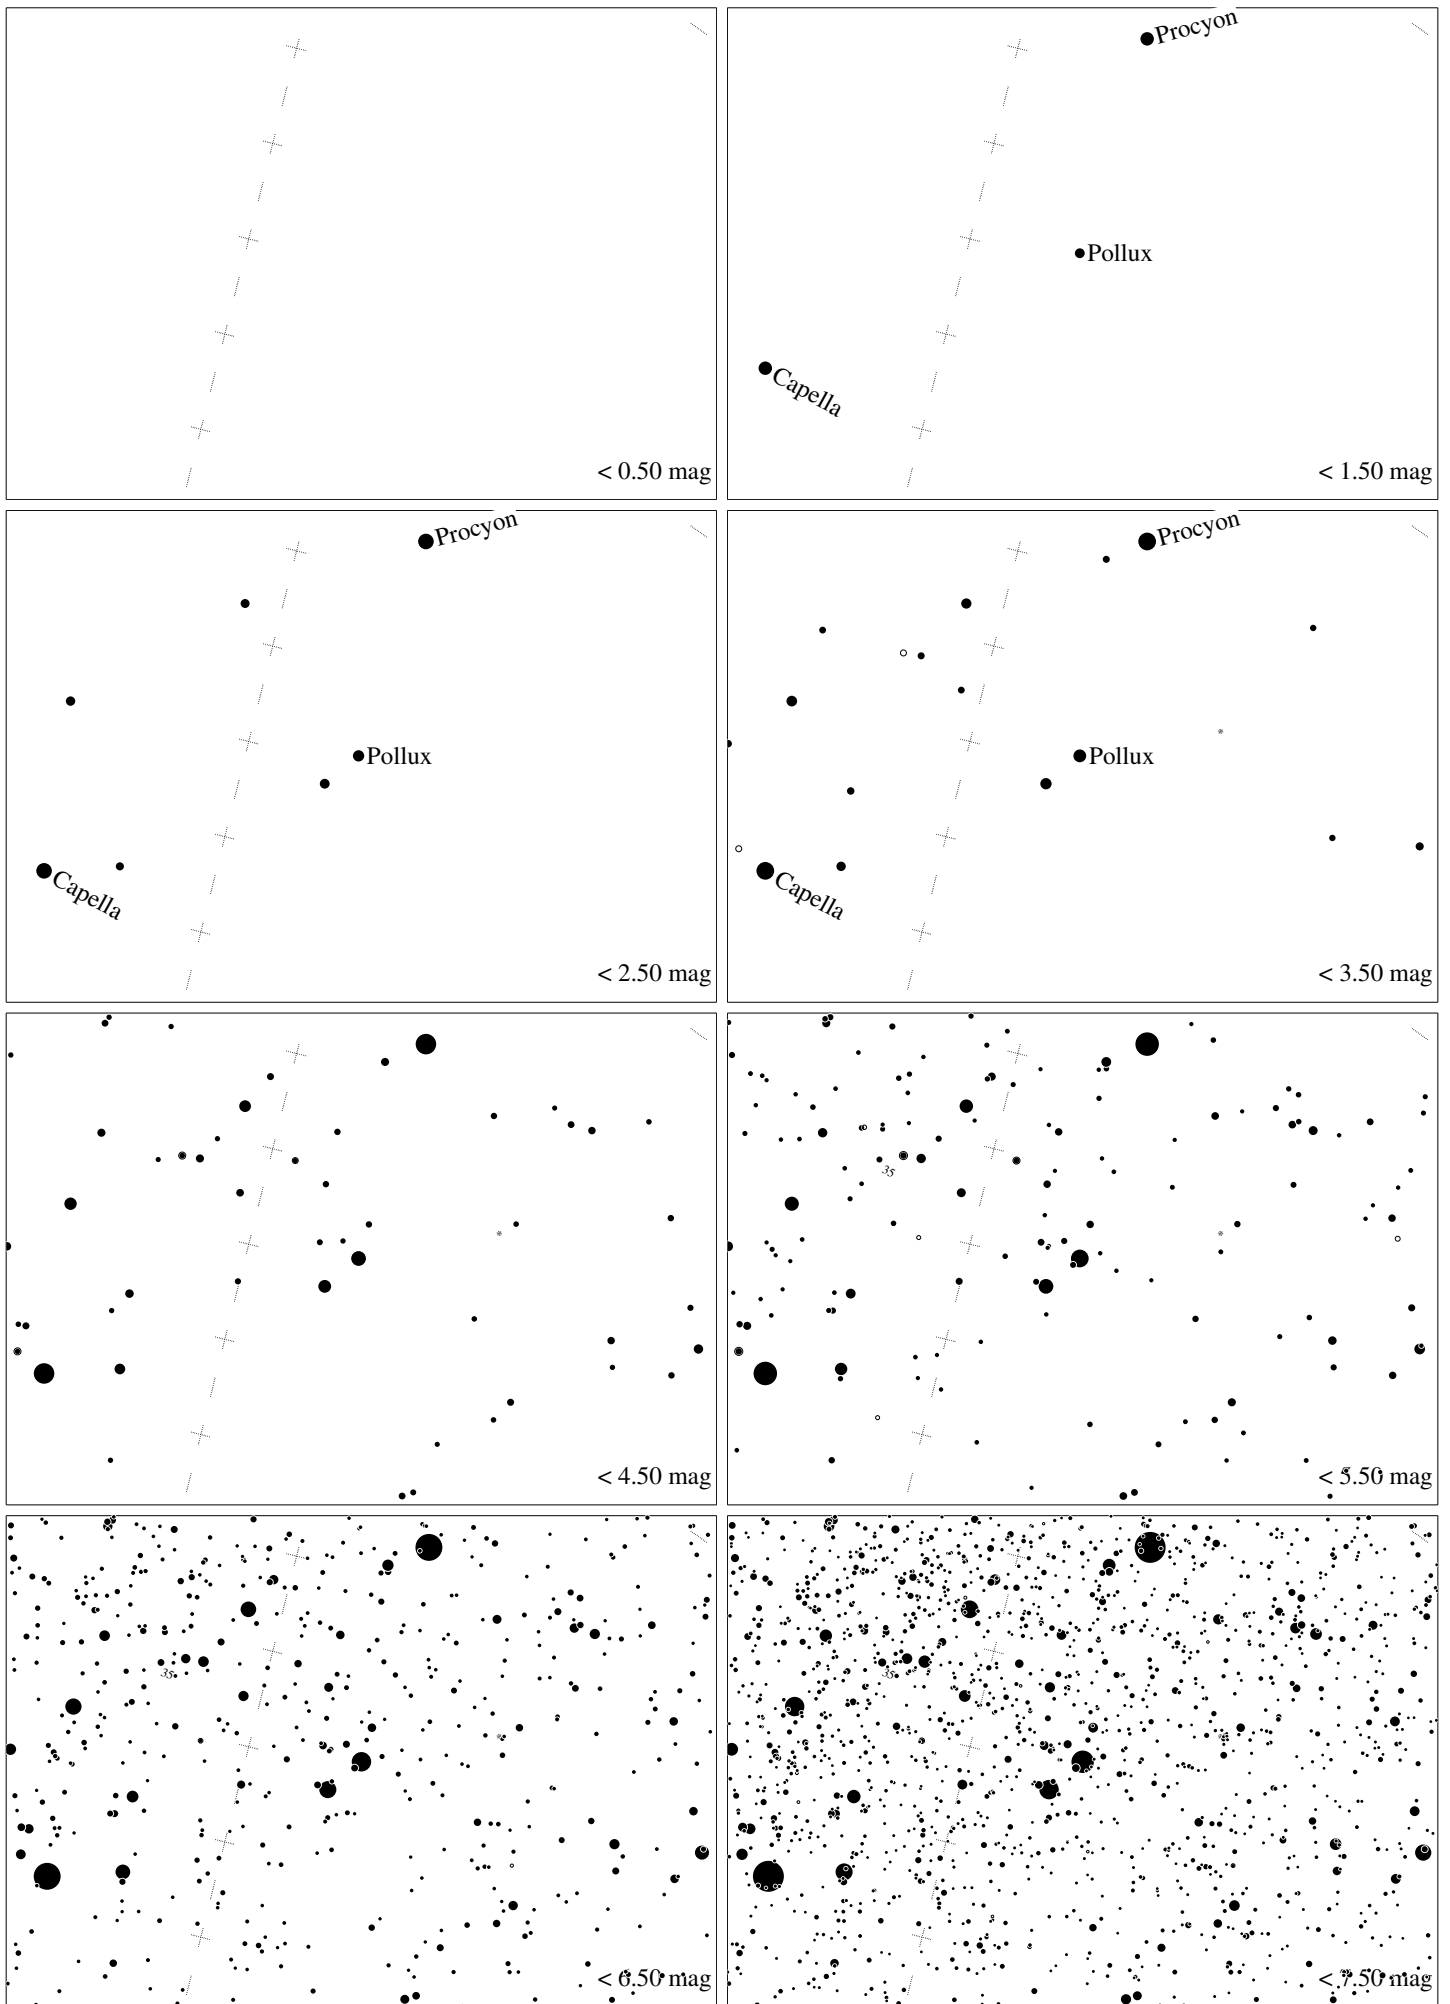 < 0.50 mag
Procyon
Pollux
Capella
< 1.50 mag
Procyon
Pollux
Capella
< 2.50 mag
Procyon
Pollux
Capella
< 3.50 mag
< 4.50 mag
35
< 5.50 mag
35
< 6.50 mag
35
< 7.50 mag